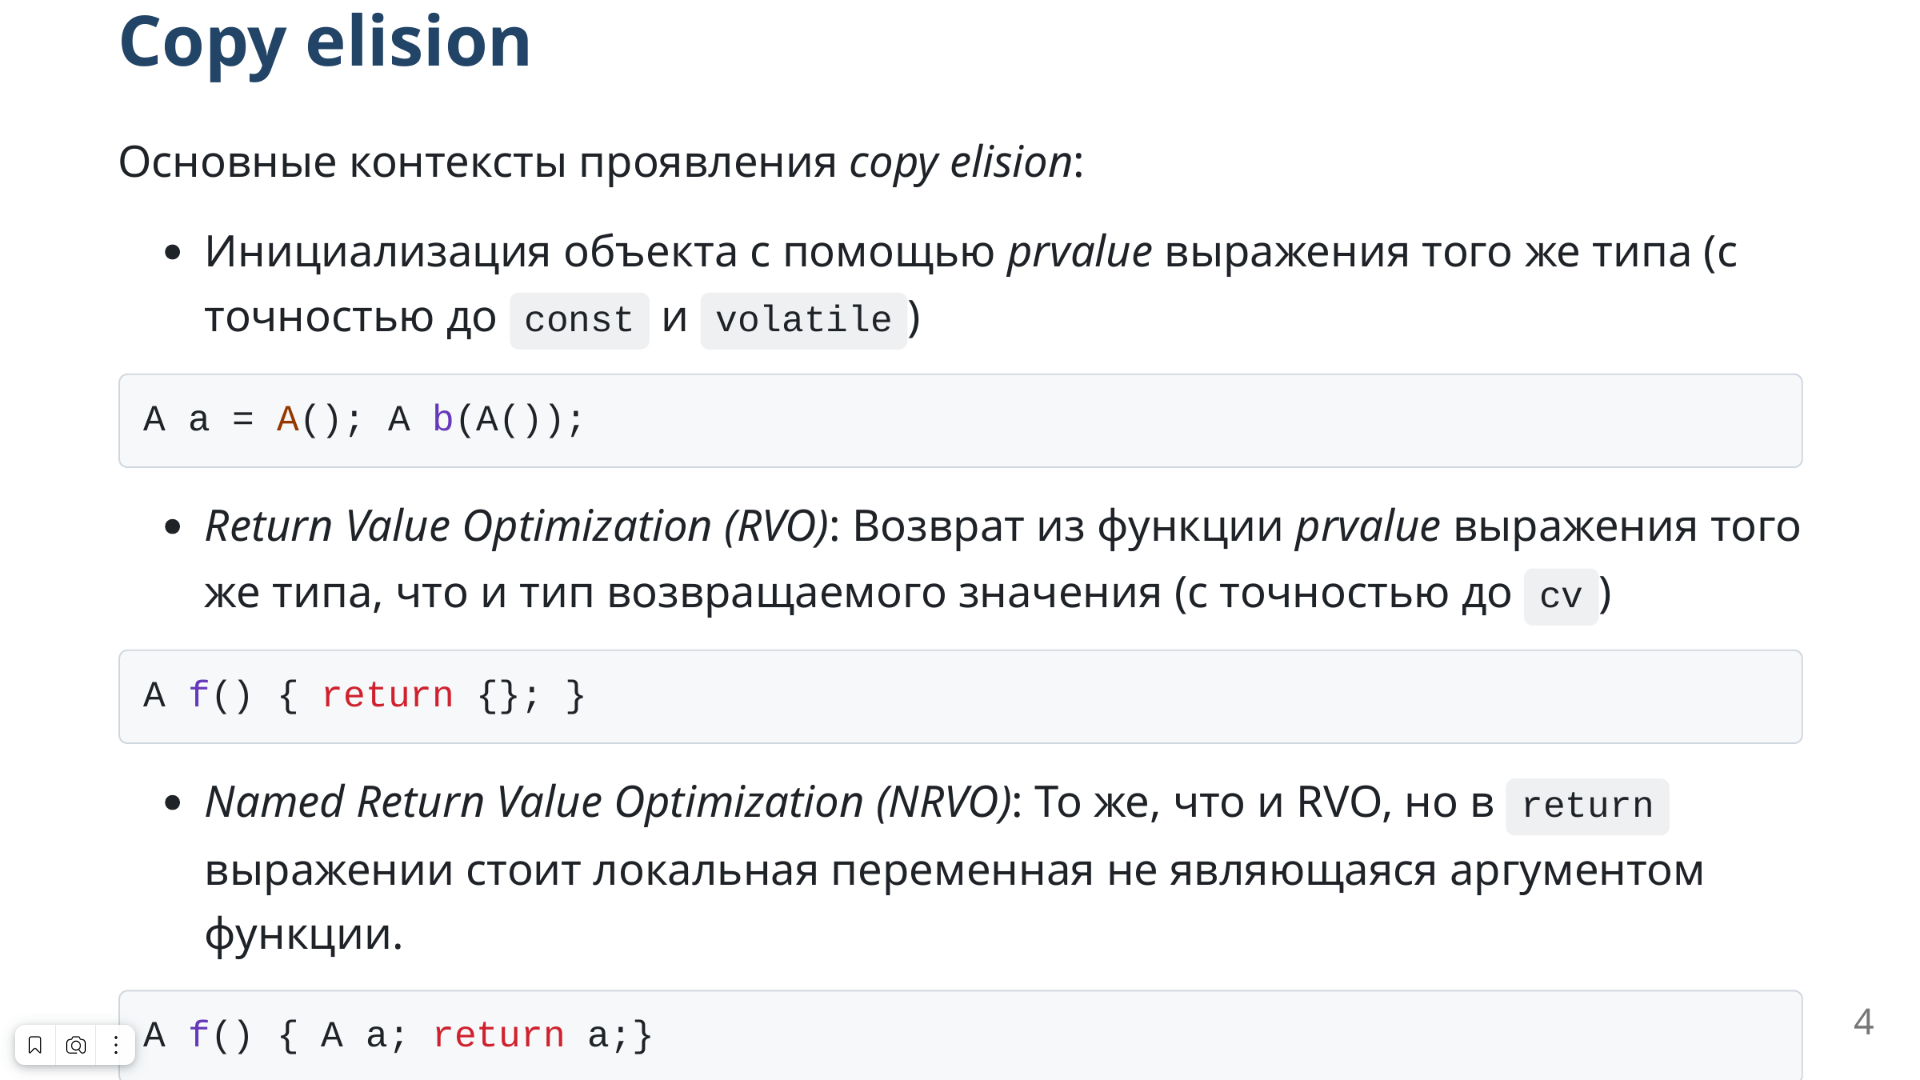 Copy elision
Основные контексты проявления copy elision:
• Инициализация объекта с помощью prvalue выражения того же типа (с
точностью до const и volatile)
A a = A(); A b(A());
• Return Value Optimization (RVO): Возврат из функции prvalue выражения того
же типа, что и тип возвращаемого значения (с точностью до cv)
A f() { return {}; }
• Named Return Value Optimization (NRVO): То же, что и RVO, но в return
выражении стоит локальная переменная не являющаяся аргументом
функции.
A f() { A a; return a;}
4